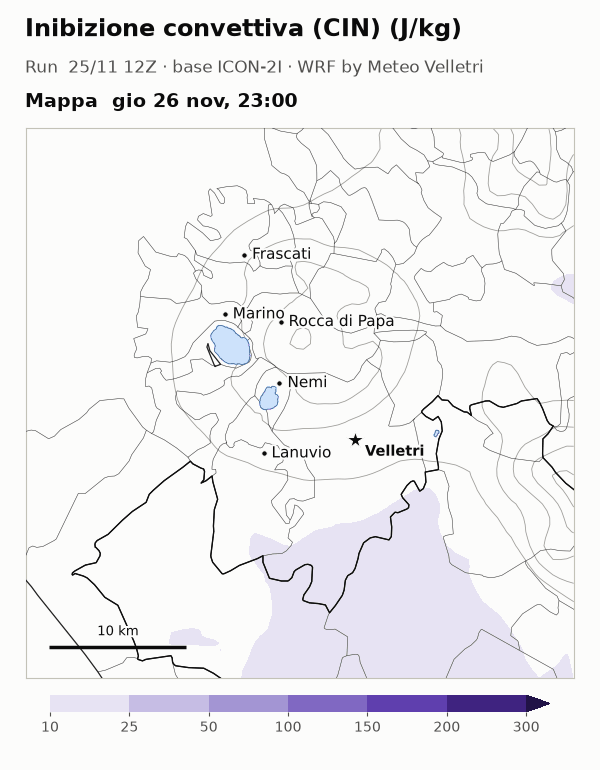 Inibizione convettiva (CIN) (J/kg)
Run  25/11 12Z · base ICON-2I · WRF by Meteo Velletri
Mappa  gio 26 nov, 23:00
Frascati
Marino
Rocca di Papa
Nemi
Velletri
Lanuvio
10 km
10 25 50 100 150 200 300